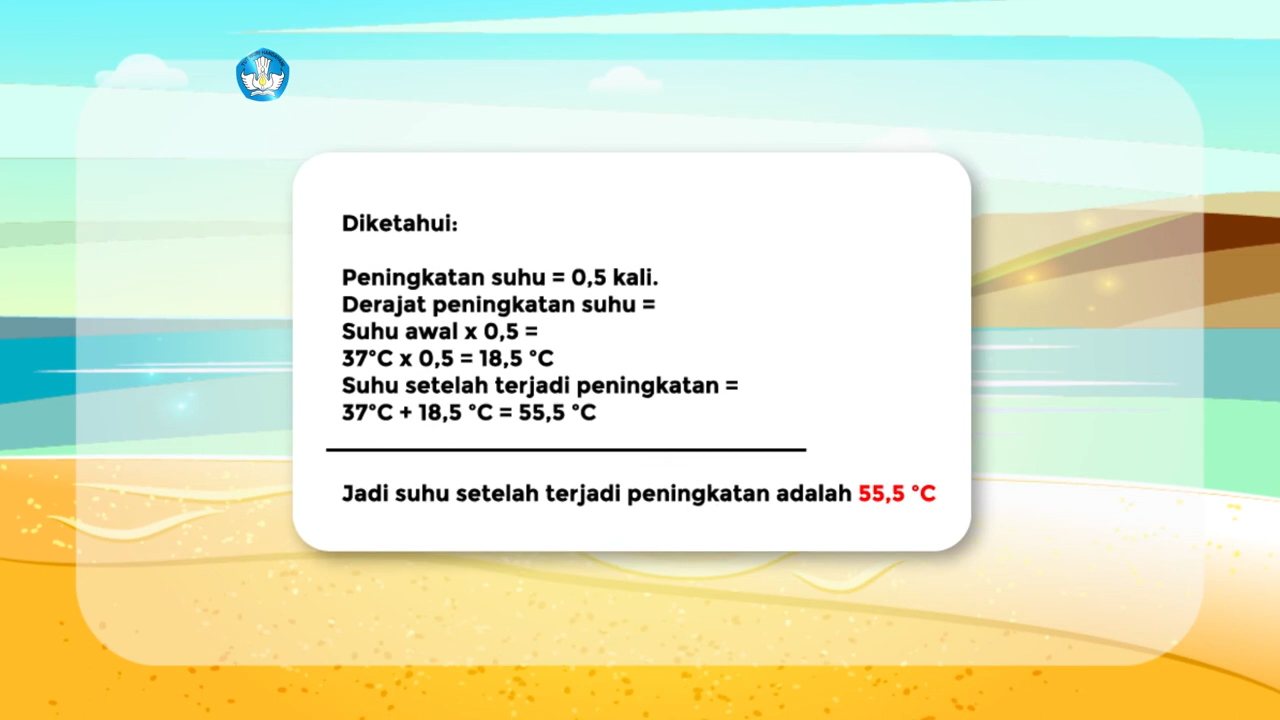 Diketahui:
Peningkatan suhu = 0,5 kali.
Derajat peningkatan suhu =
Suhu awal x 0,5 =
37°C x 0,5 = 18,5 °C
Suhu setelah terjadi peningkatan =
37°C + 18,5 °C = 55,5 °C
Jadi suhu setelah terjadi peningkatan adalah 55,5 °C